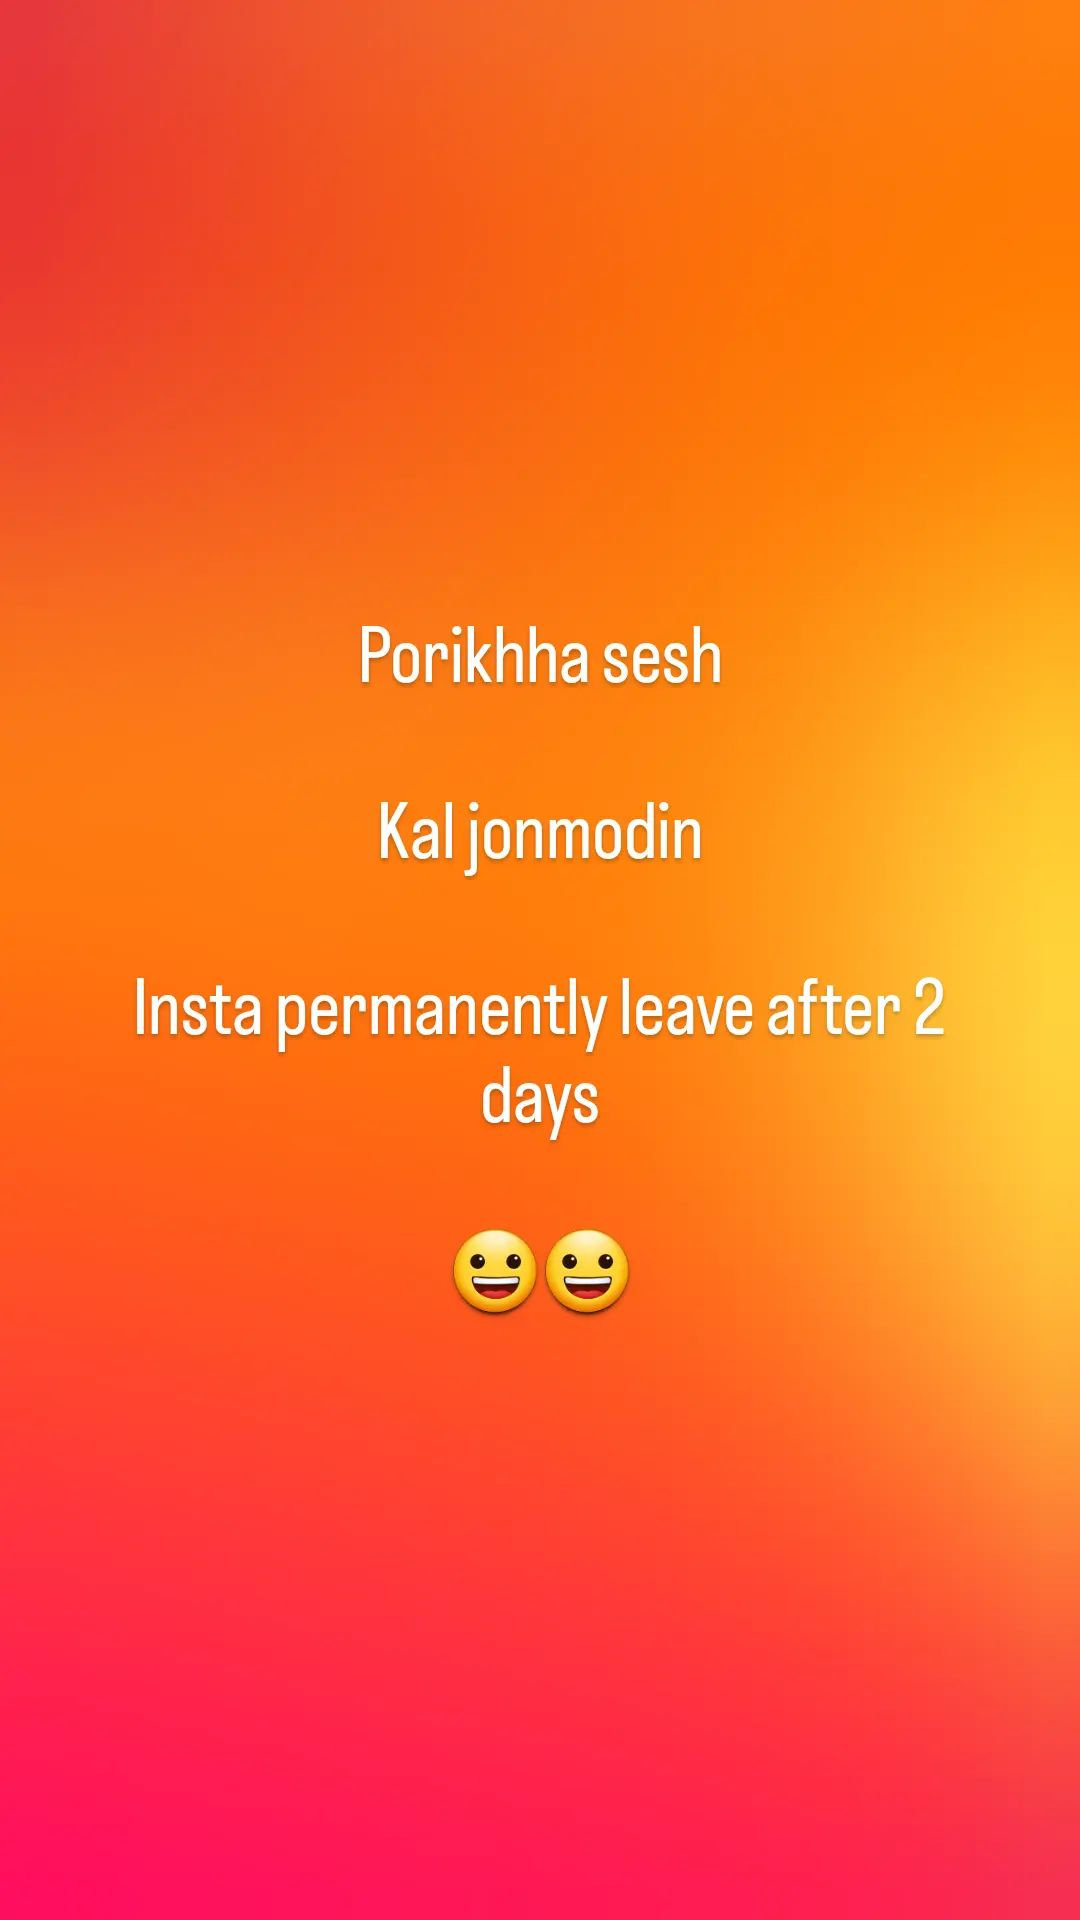 Porikhha sesh
Kal jonmodin
Insta permanently leave after 2
days
😀😀